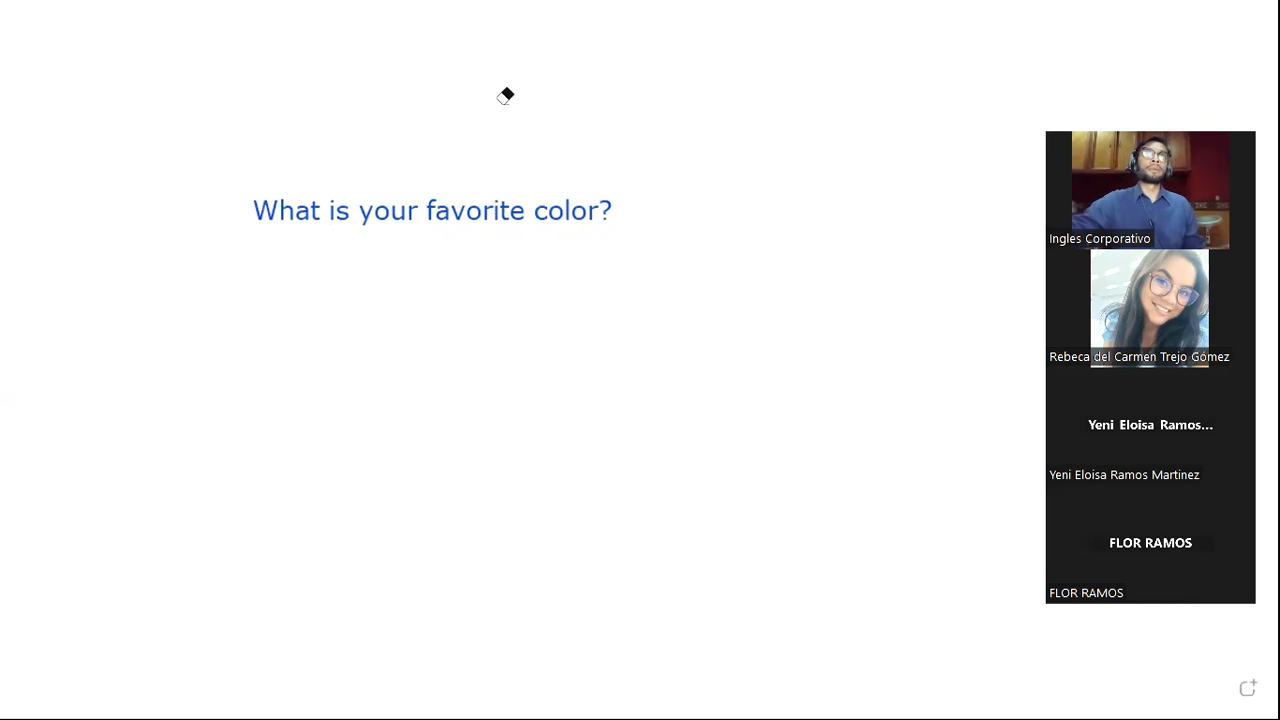 What is your favorite color?
Ingles Corporativo
Rebeca del Carmen Trejo Gómez
Yeni Eloisa Ramos...
Yeni Eloisa Ramos Martinez
FLOR RAMOS
FLOR RAMOS